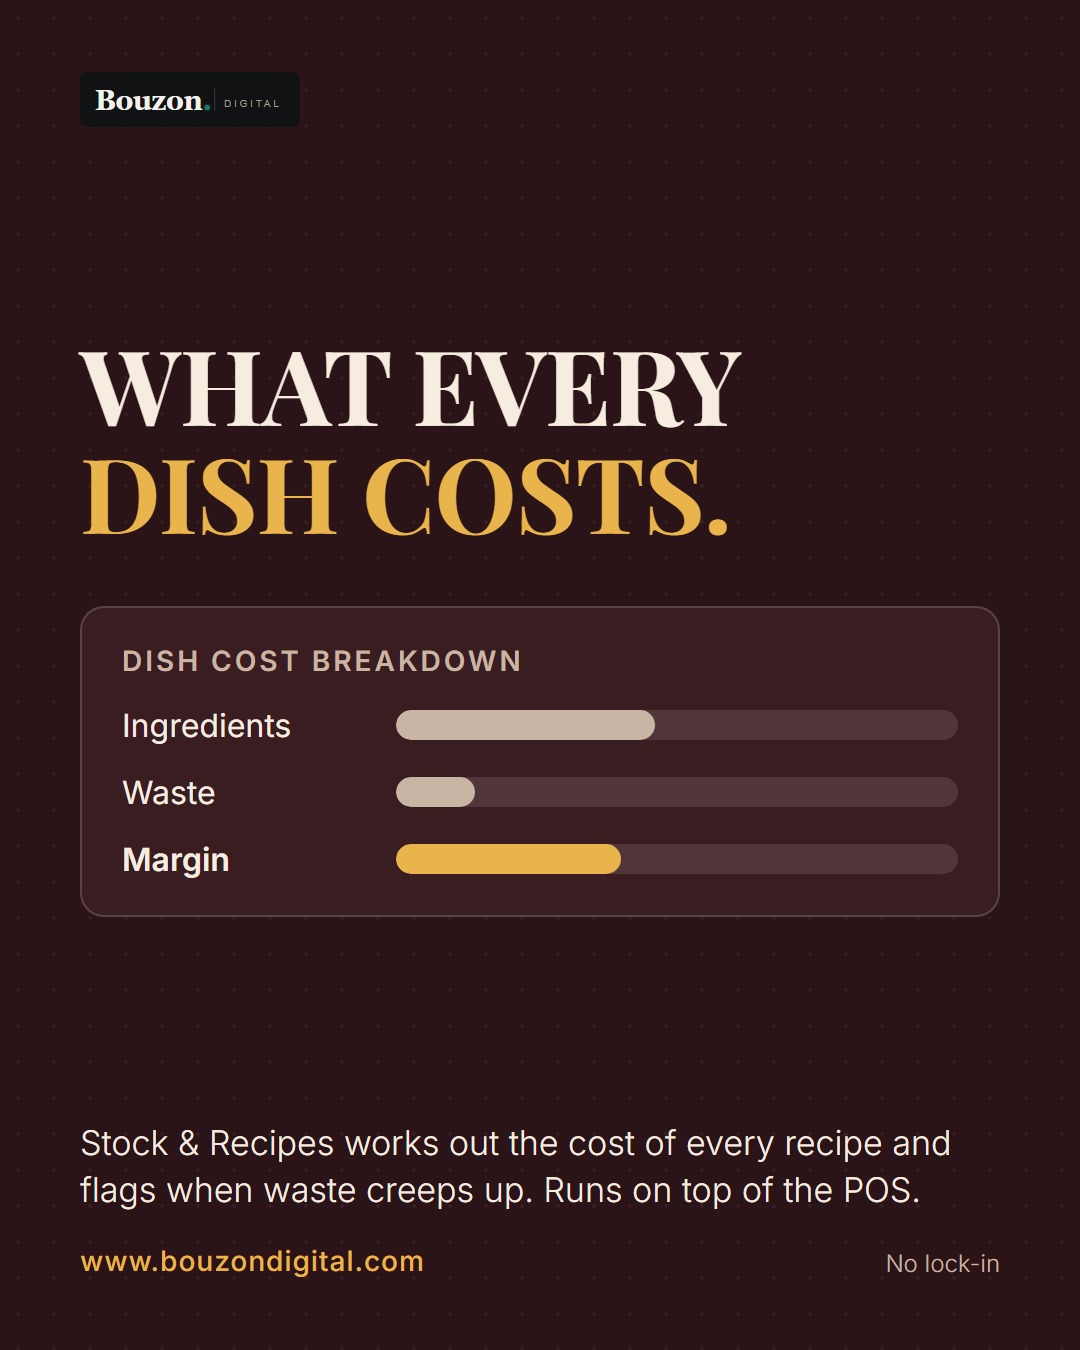 Bouzon. DIGITAL
WHAT EVERY
DISH COSTS.
DISH COST BREAKDOWN
Ingredients
Waste
Margin
Stock & Recipes works out the cost of every recipe and
flags when waste creeps up. Runs on top of the POS.
www.bouzondigital.com
No lock-in